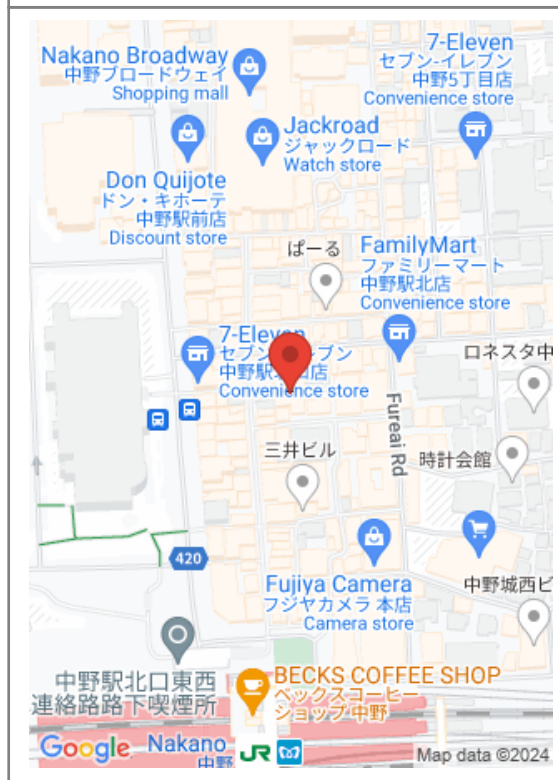 Nakano Broadway
中野ブロードウェイ
Shopping mall
7-Eleven
セブン-イレブン
中野5丁目店
Convenience store
Jackroad
ジャックロード
Watch store
Don Quijote
ドン・キホーテ
中野駅前店
Discount store
ぱーる
FamilyMart
ファミリーマート
中野駅北店
Convenience store
7-Eleven
セブン レブン
中野駅 口店
Convenience store
ロネスタ中
Fureai Rd
三井ビル
時計会館
420
Fujiya Camera
フジヤカメラ 本店
Camera store
中野城西ビ
中野駅北口東西
連絡路路下喫煙所
BECKS COFFEE SHOP
ベックスコーヒー
ショップ 中野
Google
Nakano
中野
JR
Map data ©2024